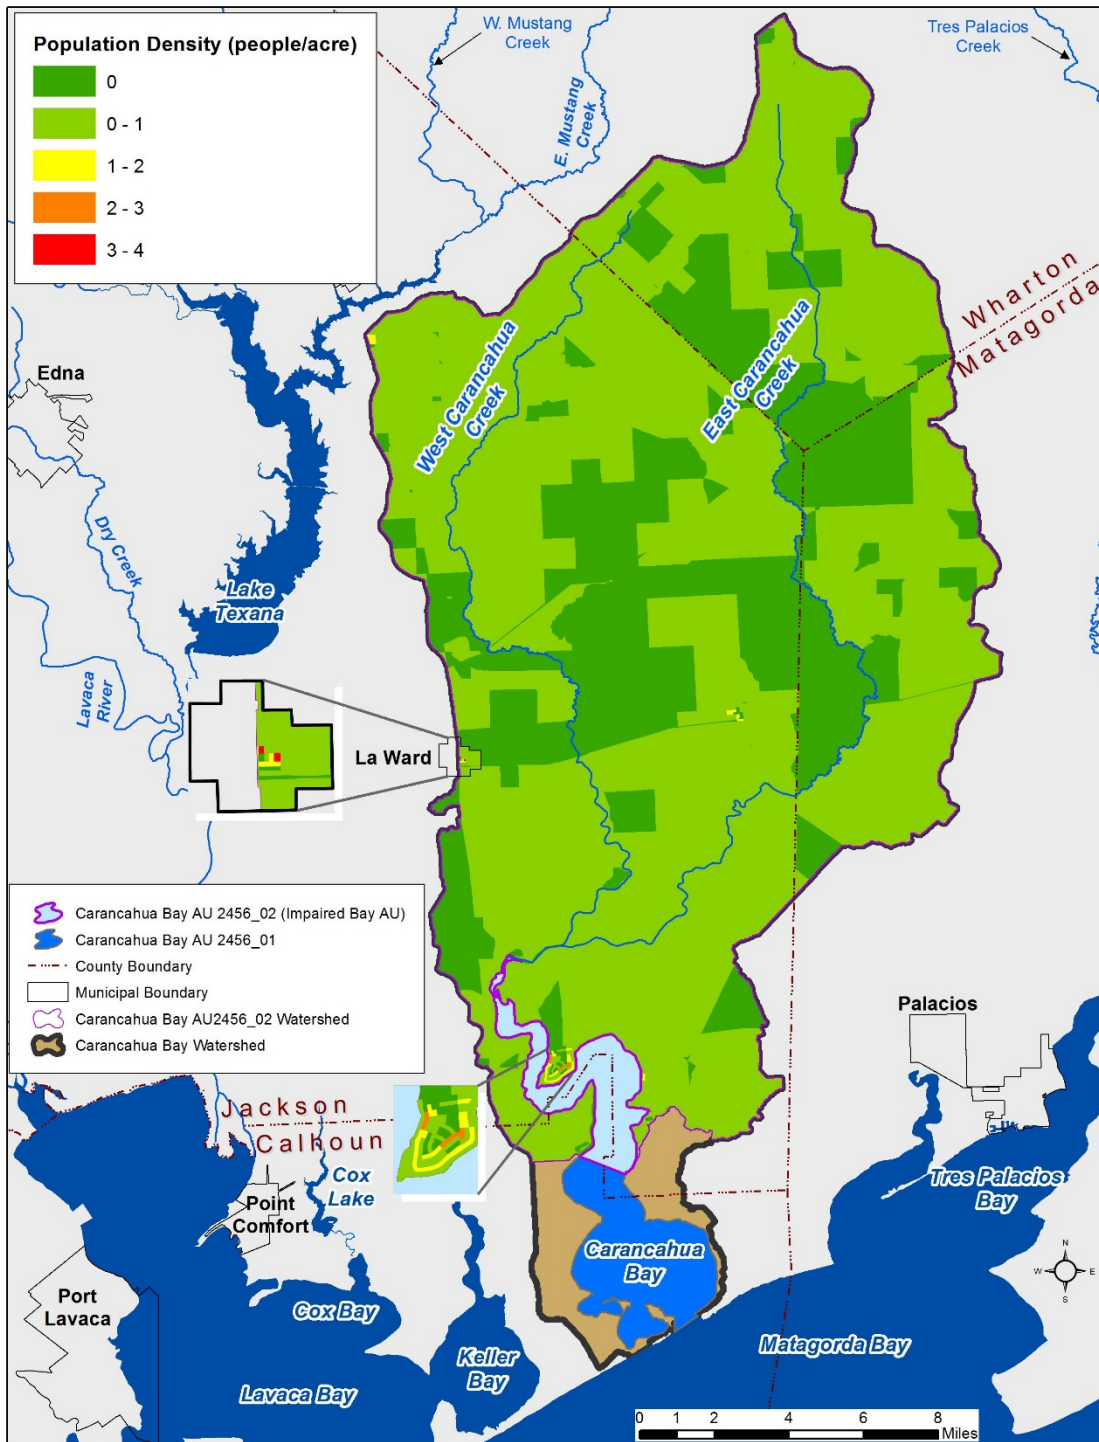 Population Density (people/acre)
0
0 - 1
1 - 2
2 - 3
3 - 4
W. Mustang
Creek
Tres Palacios
Creek
E. Mustang
Creek
Wharton
Matagorda
Edna
West Carancahua
Creek
East Carancahua
Creek
Dry Creek
Lake
Texana
Lavaca
River
La Ward
Carancahua Bay AU 2456_02 (Impaired Bay AU)
Carancahua Bay AU 2456_01
County Boundary
Municipal Boundary
Carancahua Bay AU2456_02 Watershed
Carancahua Bay Watershed
Palacios
Jackson
Calhoun
Cox
Lake
Point
Comfort
Tres Palacios
Bay
Carancahua
Bay
Port
Lavaca
Cox Bay
Keller
Bay
Matagorda Bay
Lavaca Bay
N
W
E
S
0 1 2 4 6 8
Miles